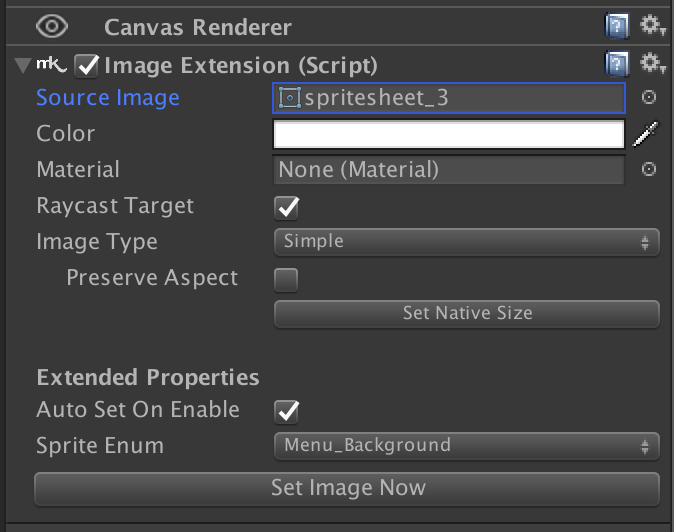 Canvas Renderer
Image Extension (Script)
Source Image spritesheet_3
Color
Material None (Material)
Raycast Target
Image Type Simple
Preserve Aspect
Set Native Size
Extended Properties
Auto Set On Enable
Sprite Enum Menu_Background
Set Image Now